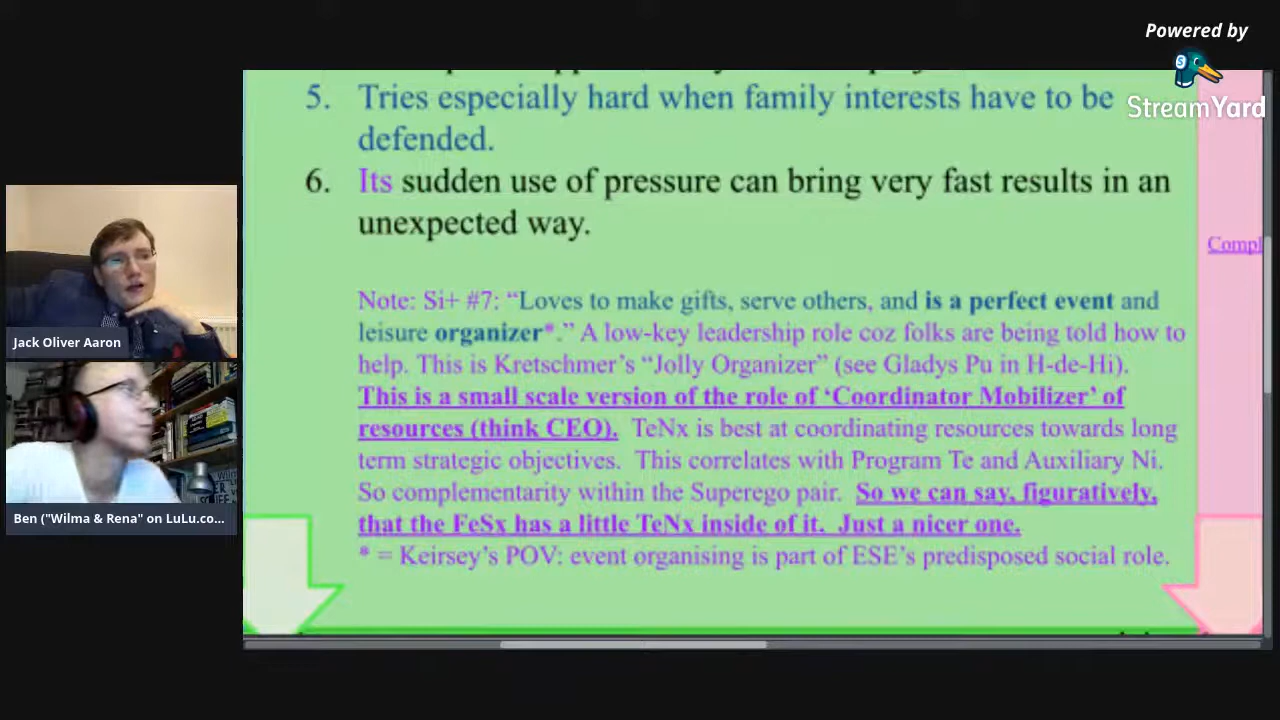 Powered by
StreamYard
5. Tries especially hard when family interests have to be
defended.
6. Its sudden use of pressure can bring very fast results in an
unexpected way.
Compl
Note: Si+ #7: “Loves to make gifts, serve others, and is a perfect event and
leisure organizer*.” A low-key leadership role coz folks are being told how to
help. This is Kretschmer’s “Jolly Organizer” (see Gladys Pu in H-de-Hi).
This is a small scale version of the role of ‘Coordinator Mobilizer’ of
resources (think CEO). TeNx is best at coordinating resources towards long
term strategic objectives. This correlates with Program Te and Auxiliary Ni.
So complementarity within the Superego pair. So we can say, figuratively,
that the FeSx has a little TeNx inside of it. Just a nicer one.
* = Keirsey’s POV: event organising is part of ESE’s predisposed social role.
Jack Oliver Aaron
Ben ("Wilma & Rena" on LuLu.co...